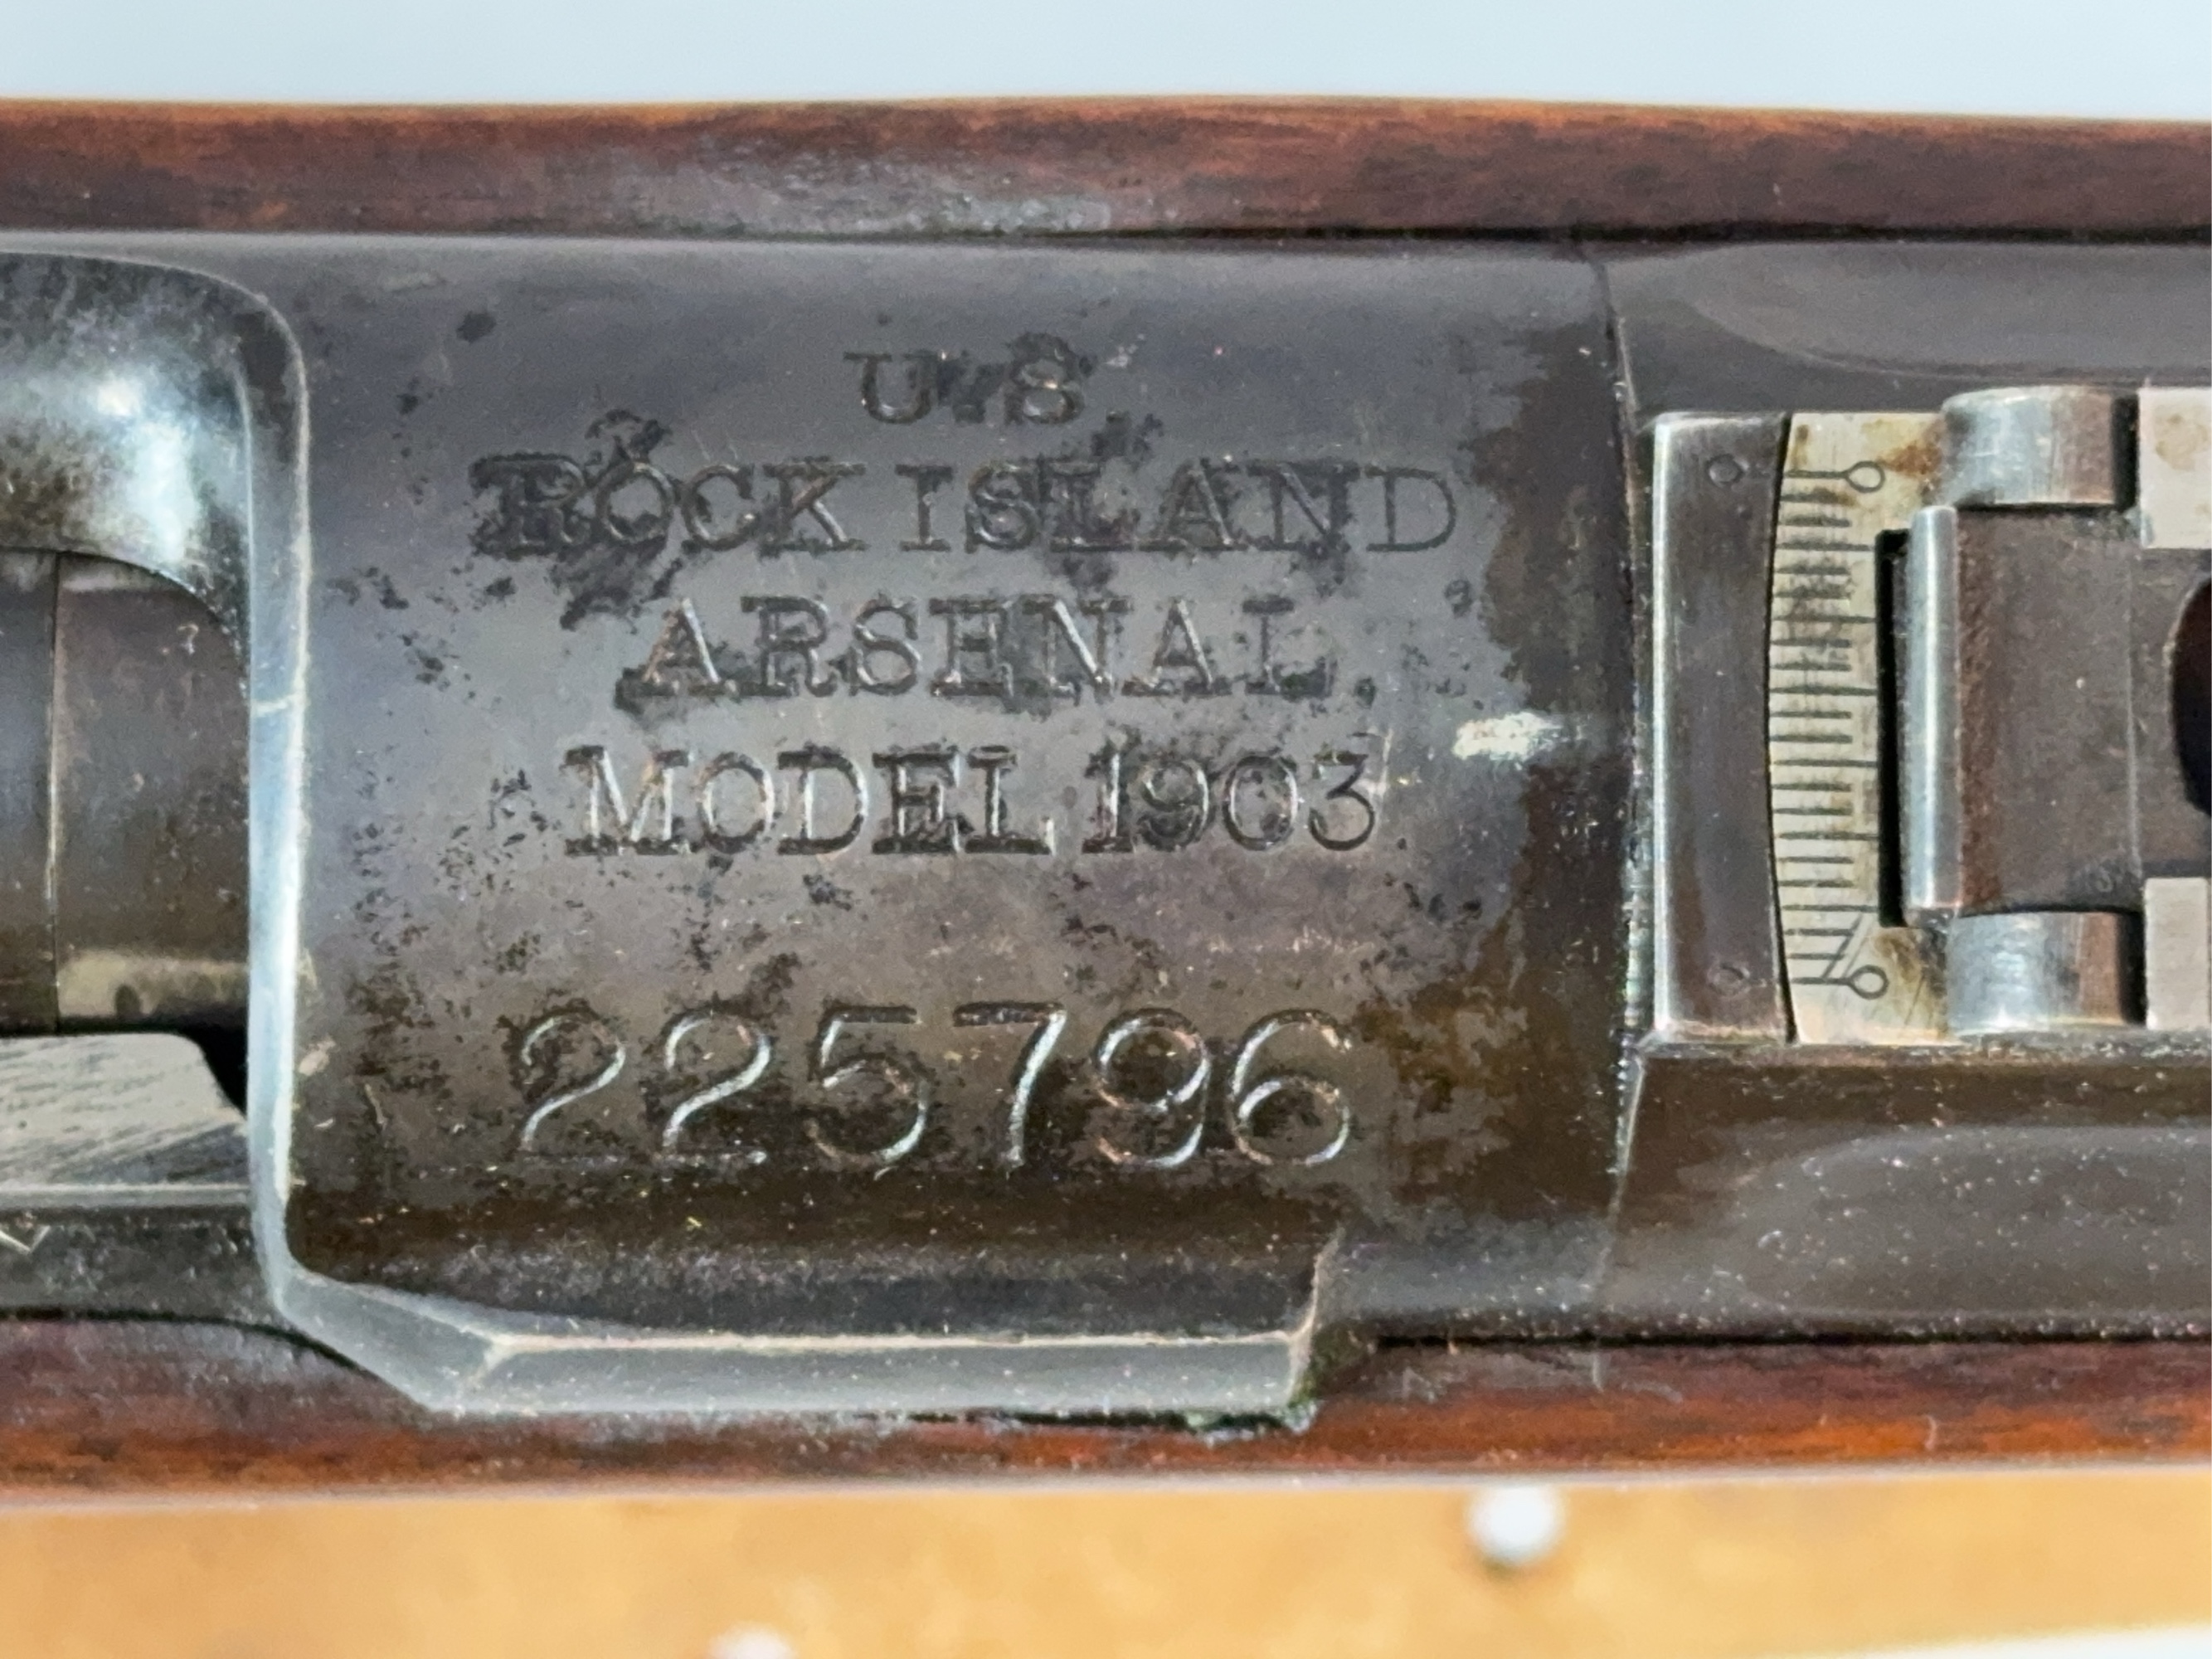 U.S.
ROCK ISLAND
ARSENAL.
MODEL 1903.
225796